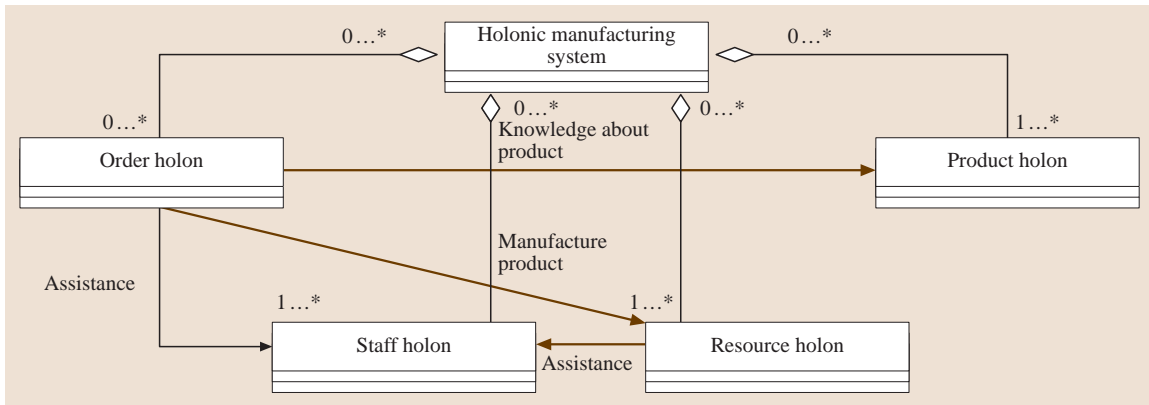 0…*
Holonic manufacturing
system
0…*
0…*
0…*
0…*
1…*
Knowledge about
product
Order holon
Product holon
Manufacture
product
Assistance
1…*
1…*
Staff holon
Resource holon
Assistance